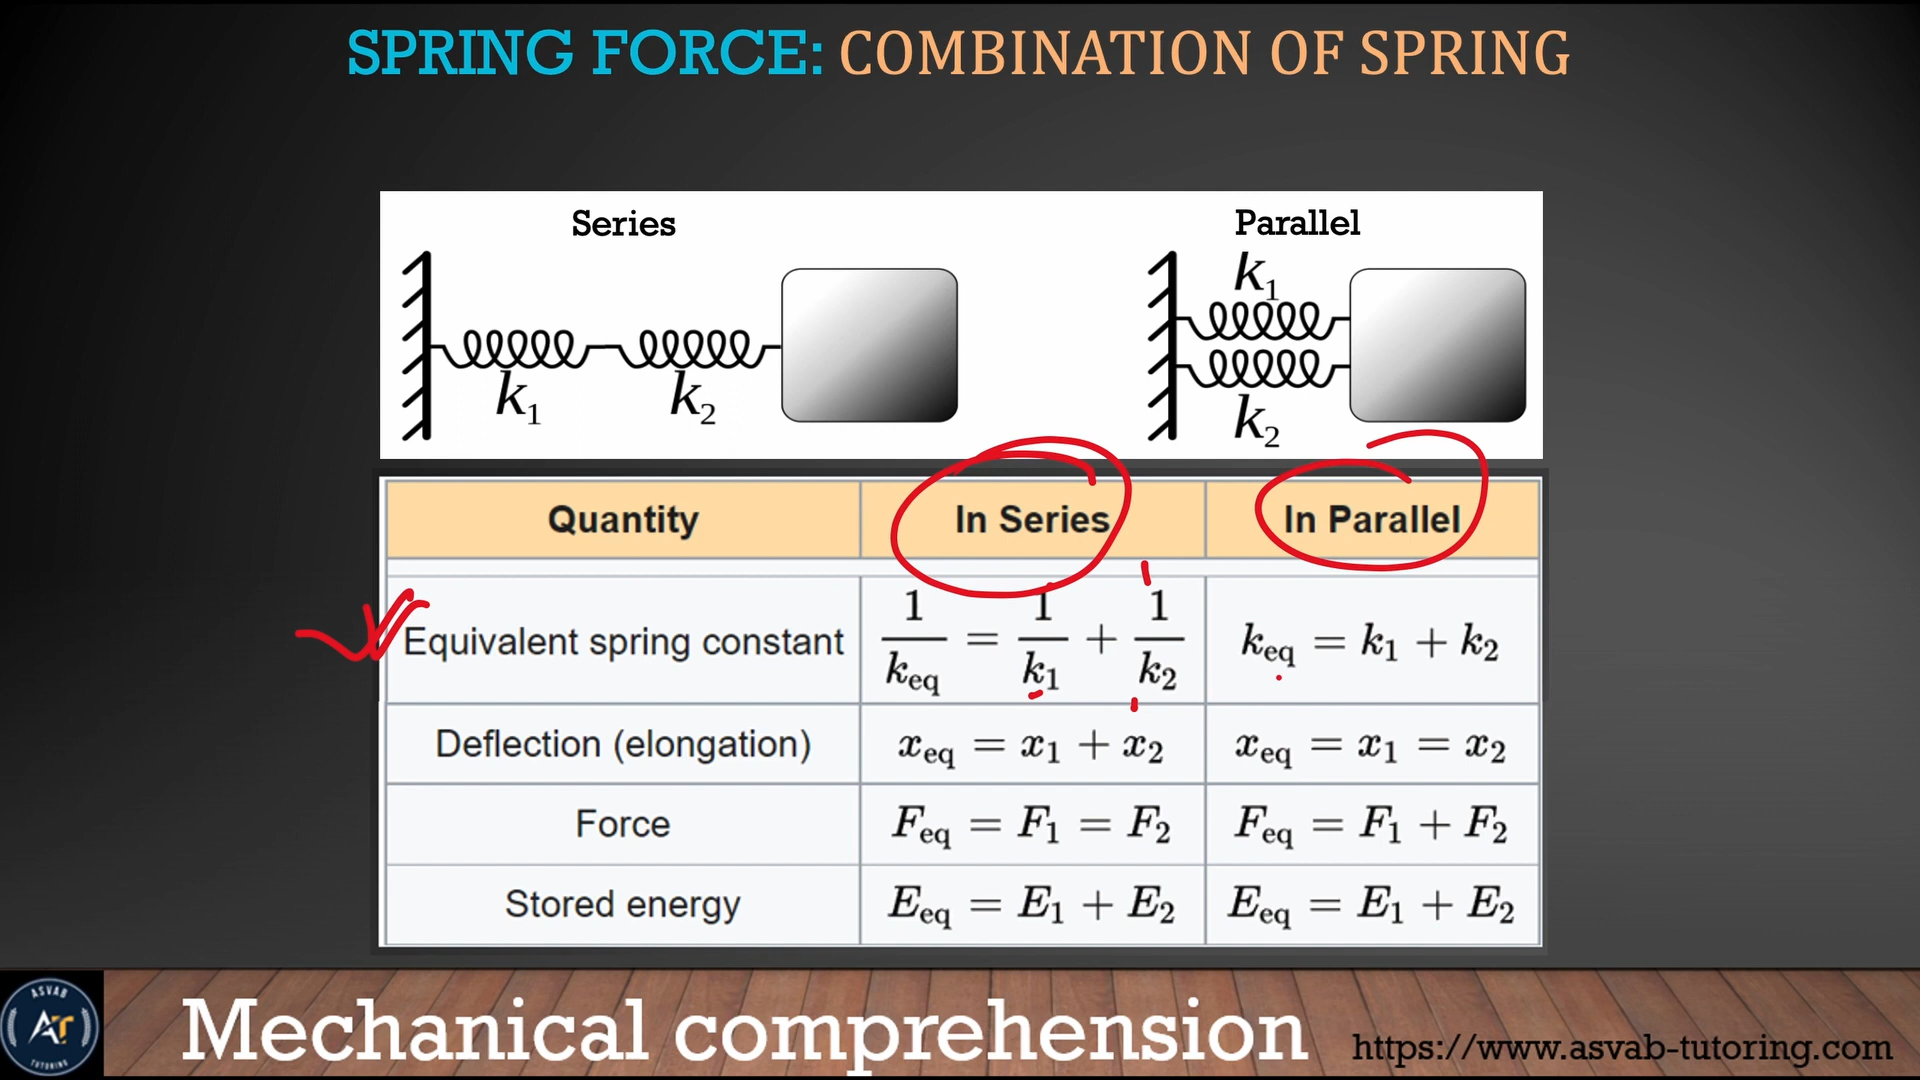 SPRING FORCE: COMBINATION OF SPRING
Series
Parallel
k₁
k₂
k₁
k₂
Quantity In Series In Parallel
Equivalent spring constant 1/k_eq = 1/k₁ + 1/k₂ k_eq = k₁ + k₂
Deflection (elongation) x_eq = x₁ + x₂ x_eq = x₁ = x₂
Force F_eq = F₁ = F₂ F_eq = F₁ + F₂
Stored energy E_eq = E₁ + E₂ E_eq = E₁ + E₂
ASVAB
AT
TUTORING
Mechanical comprehension
https://www.asvab-tutoring.com